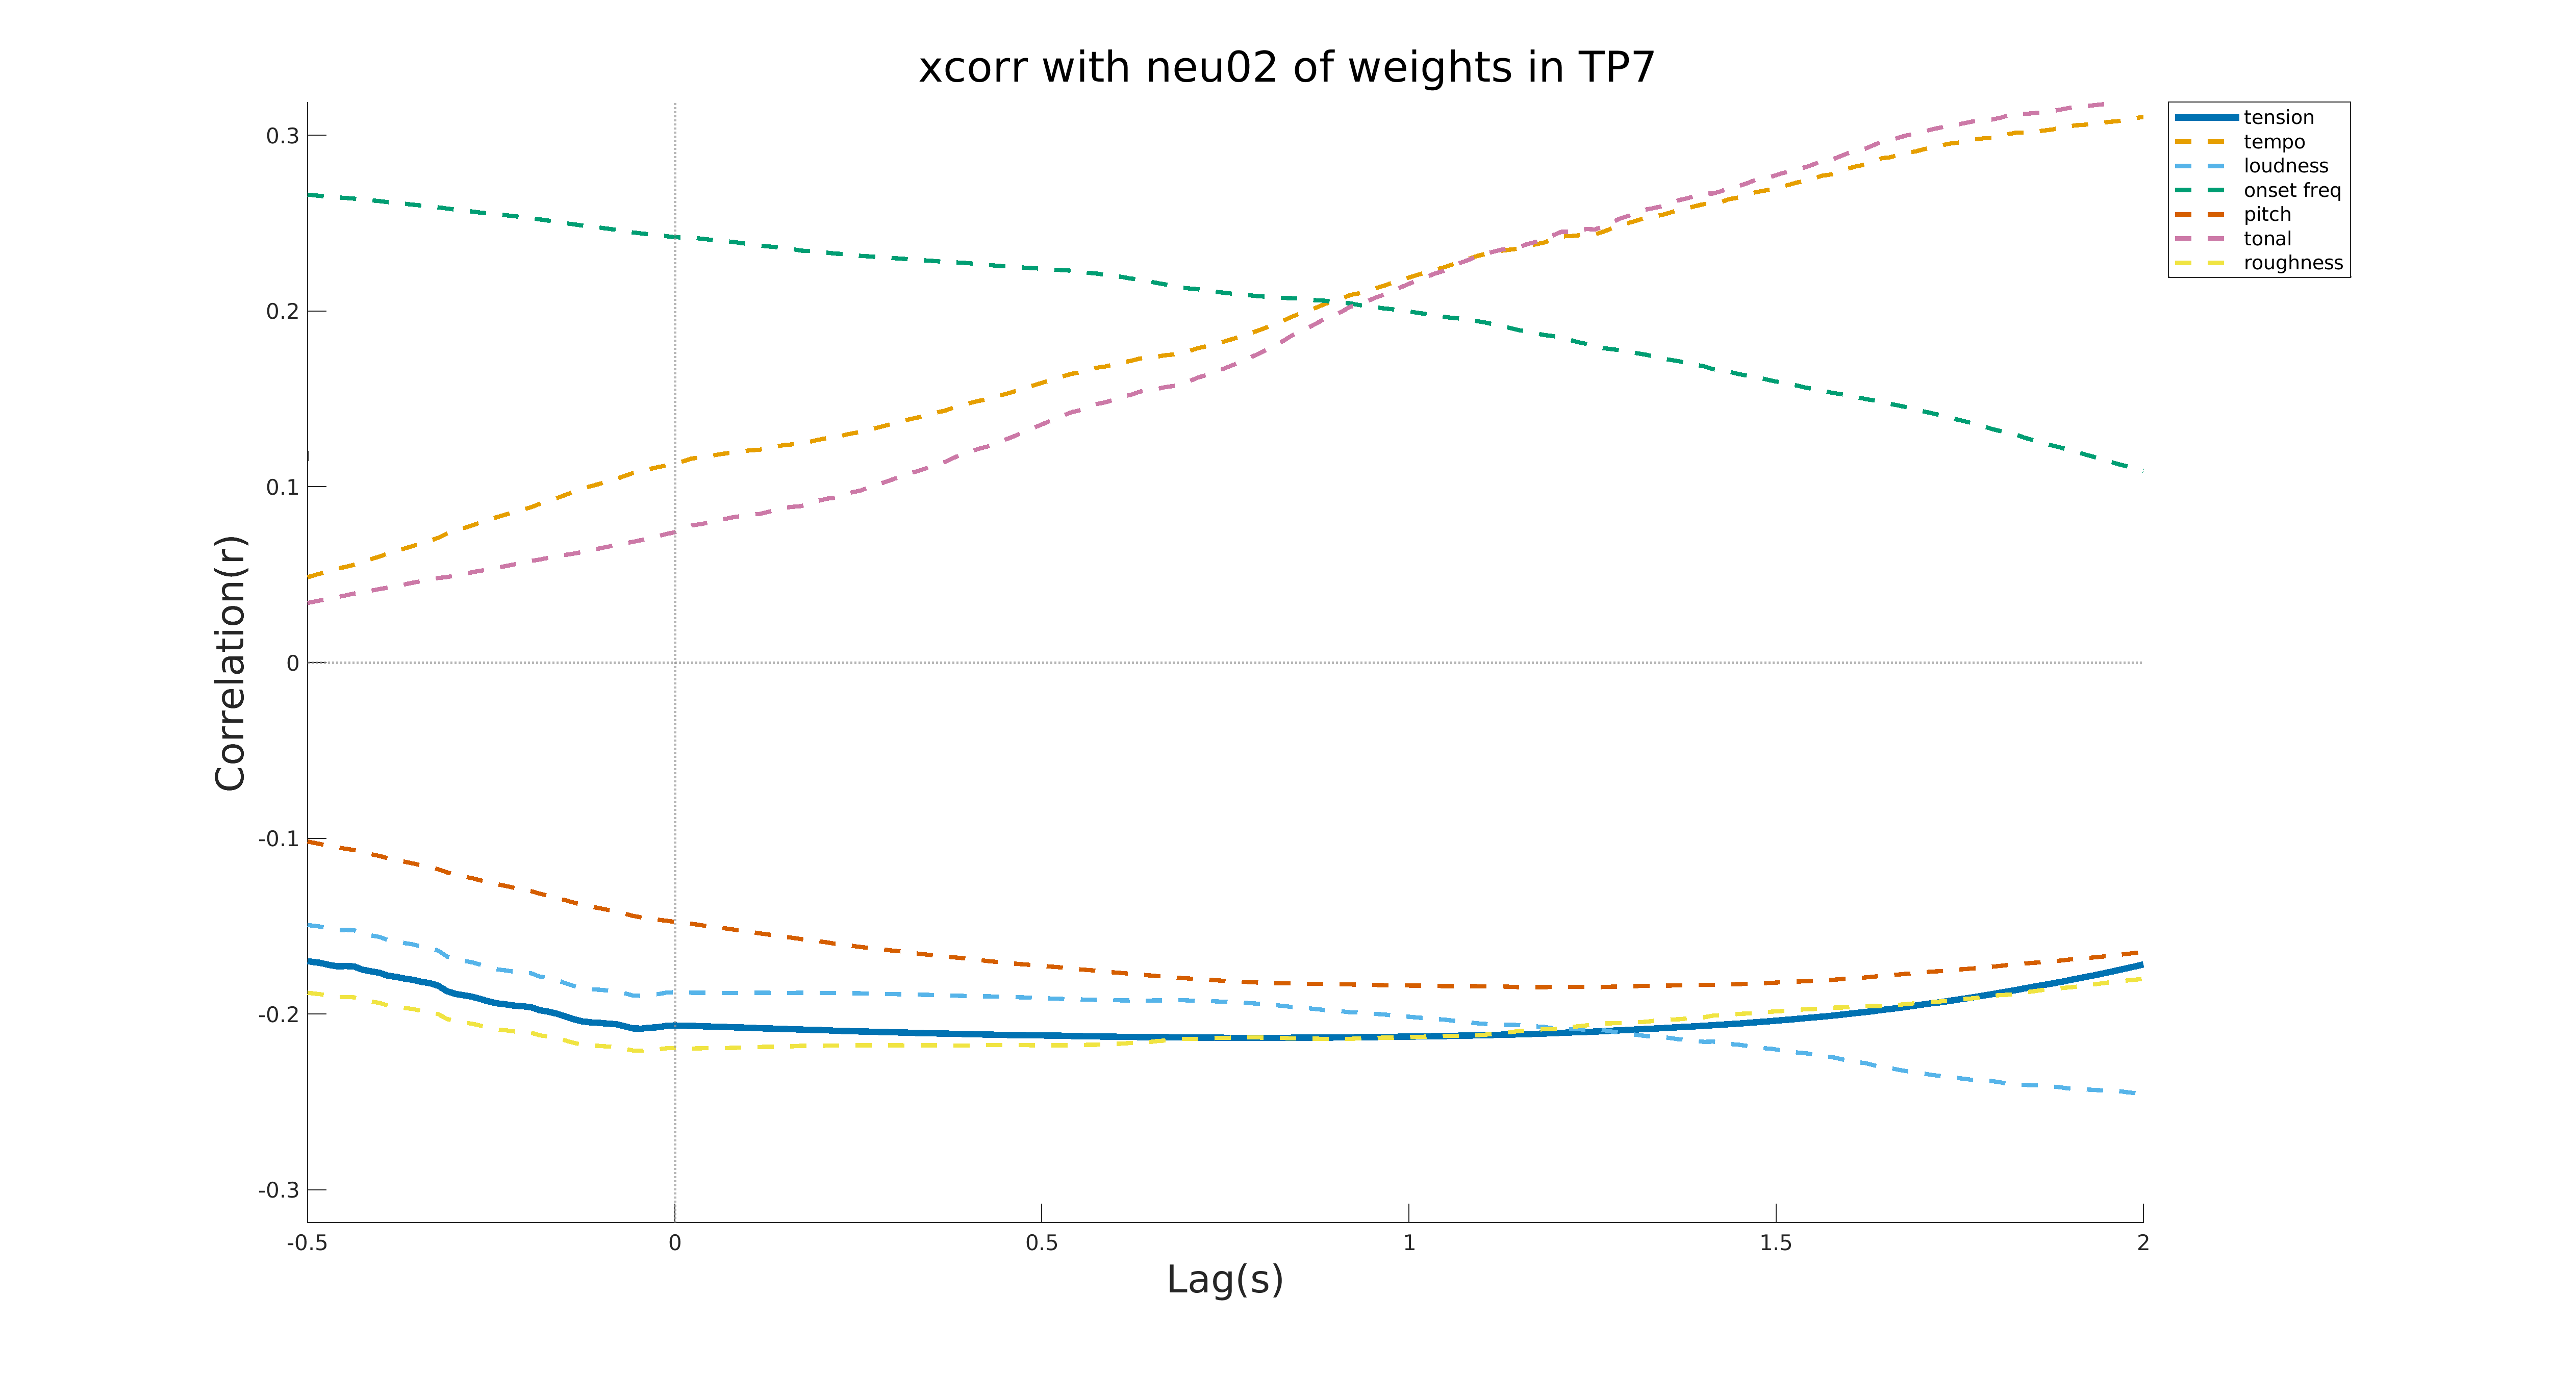 xcorr with neu02 of weights in TP7
tension
tempo
loudness
onset freq
pitch
tonal
roughness
Correlation(r)
0.3
0.2
0.1
0
-0.1
-0.2
-0.3
-0.5
0
0.5
1
1.5
2
Lag(s)